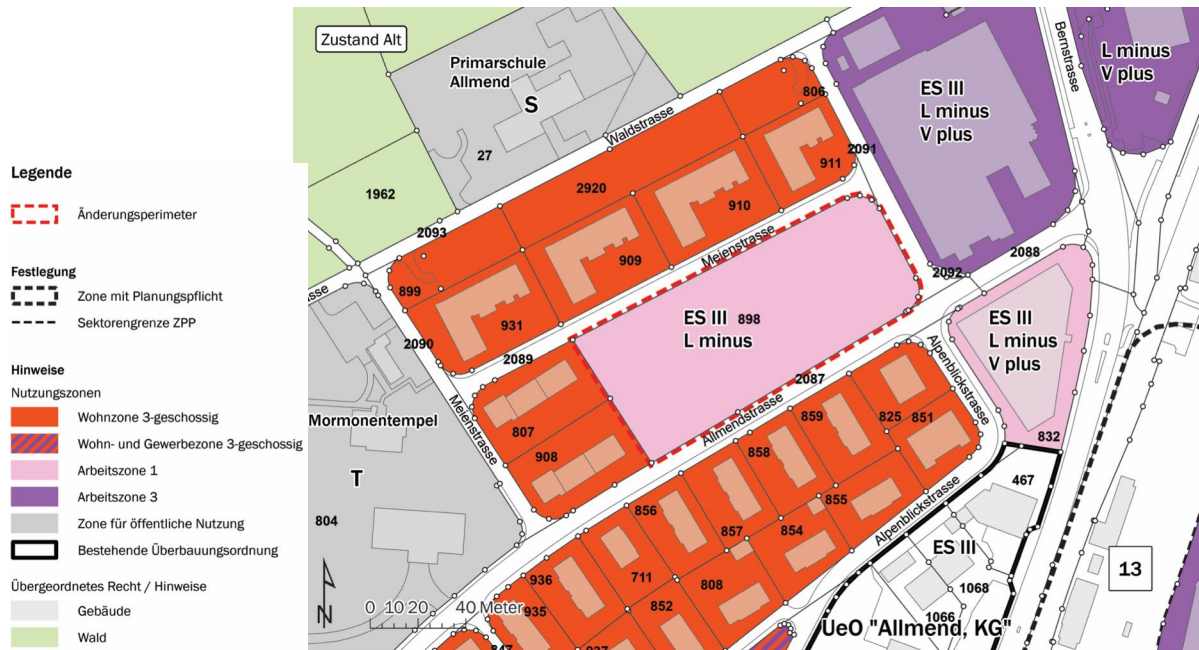 Legende
Änderungsperimeter
Festlegung
Zone mit Planungspflicht
Sektorengrenze ZPP
Hinweise
Nutzungszonen
Wohnzone 3-geschossig
Wohn- und Gewerbezone 3-geschossig
Arbeitszone 1
Arbeitszone 3
Zone für öffentliche Nutzung
Bestehende Überbauungsordnung
Übergeordnetes Recht / Hinweise
Gebäude
Wald
Zustand Alt
Primarschule
Allmend
S
27
1962
Waldstrasse
806
2091
911
2920
910
Meienstrasse
2093
909
899
931
2090
2089
ES III
L minus
V plus
Bernstrasse
L minus
V plus
2088
2092
ES III
L minus
898
2087
Allmendstrasse
Alpenblickstrasse
ES III
L minus
V plus
832
Meienstrasse
807
908
Mormonentempel
T
804
859
825
851
858
856
857
855
854
711
936
935
852
808
Alpenblickstrasse
467
ES III
1068
1066
UeO "Allmend, KG"
13
N
0 10 20 40 Meter